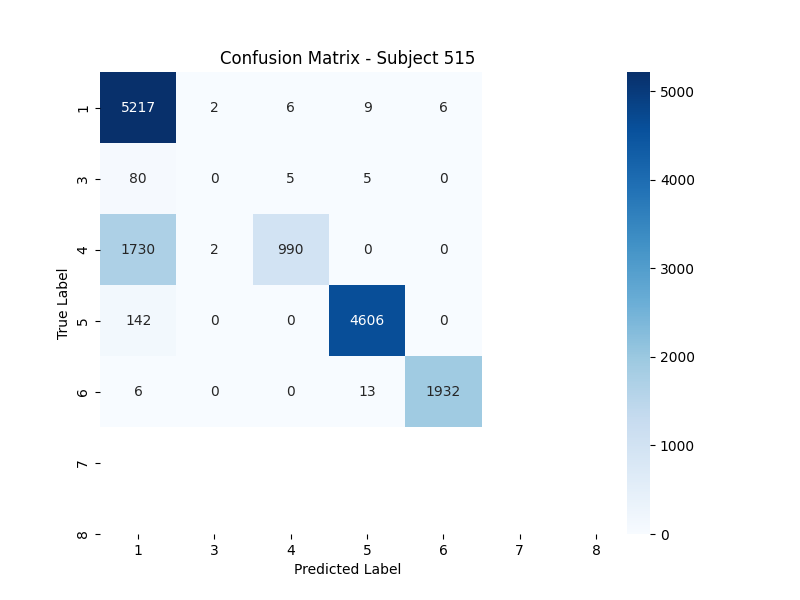 Confusion Matrix - Subject 515
1 5217 2 6 9 6
3 80 0 5 5 0
4 1730 2 990 0 0
5 142 0 0 4606 0
6 6 0 0 13 1932
7
8
1 3 4 5 6 7 8
Predicted Label
True Label
5000
4000
3000
2000
1000
0